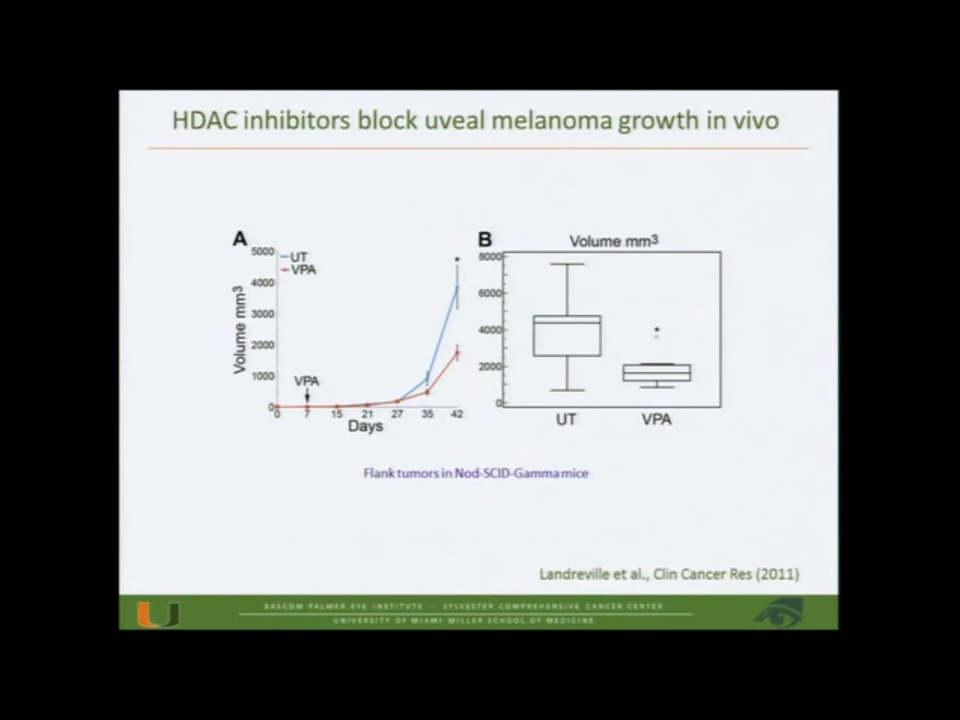 HDAC inhibitors block uveal melanoma growth in vivo
A
5000
4000
3000
2000
1000
0
Volume mm3
UT
VPA
*
VPA
0 7 15 21 27 35 42
Days
B
Volume mm3
8000
6000
4000
2000
0
*
UT VPA
Flank tumors in Nod-SCID-Gamma mice
Landreville et al., Clin Cancer Res (2011)
U
BASCOM PALMER EYE INSTITUTE - SYLVESTER COMPREHENSIVE CANCER CENTER
UNIVERSITY OF MIAMI MILLER SCHOOL OF MEDICINE